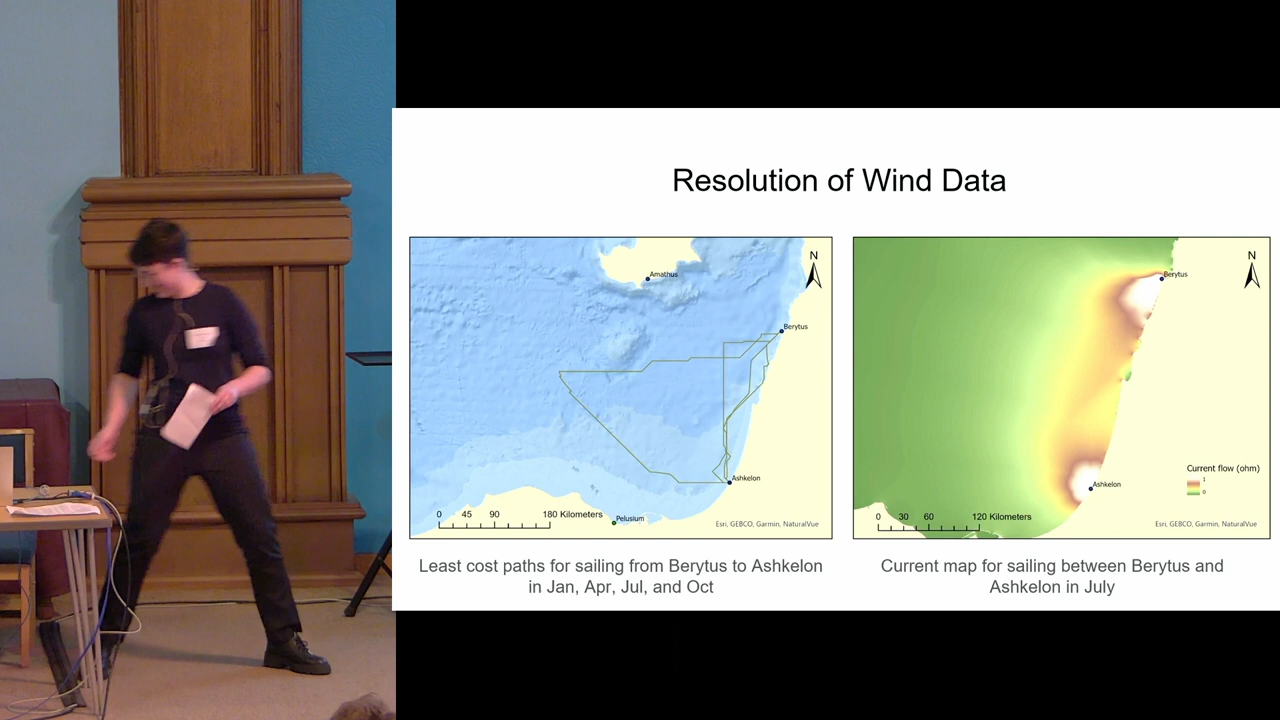 Resolution of Wind Data
N
Amathus
Berytus
Ashkelon
0 45 90 180 Kilometers
Pelusium
Esri, GEBCO, Garmin, NaturalVue
Least cost paths for sailing from Berytus to Ashkelon
in Jan, Apr, Jul, and Oct
N
Berytus
Current flow (ohm)
1
0
Ashkelon
0 30 60 120 Kilometers
Esri, GEBCO, Garmin, NaturalVue
Current map for sailing between Berytus and
Ashkelon in July